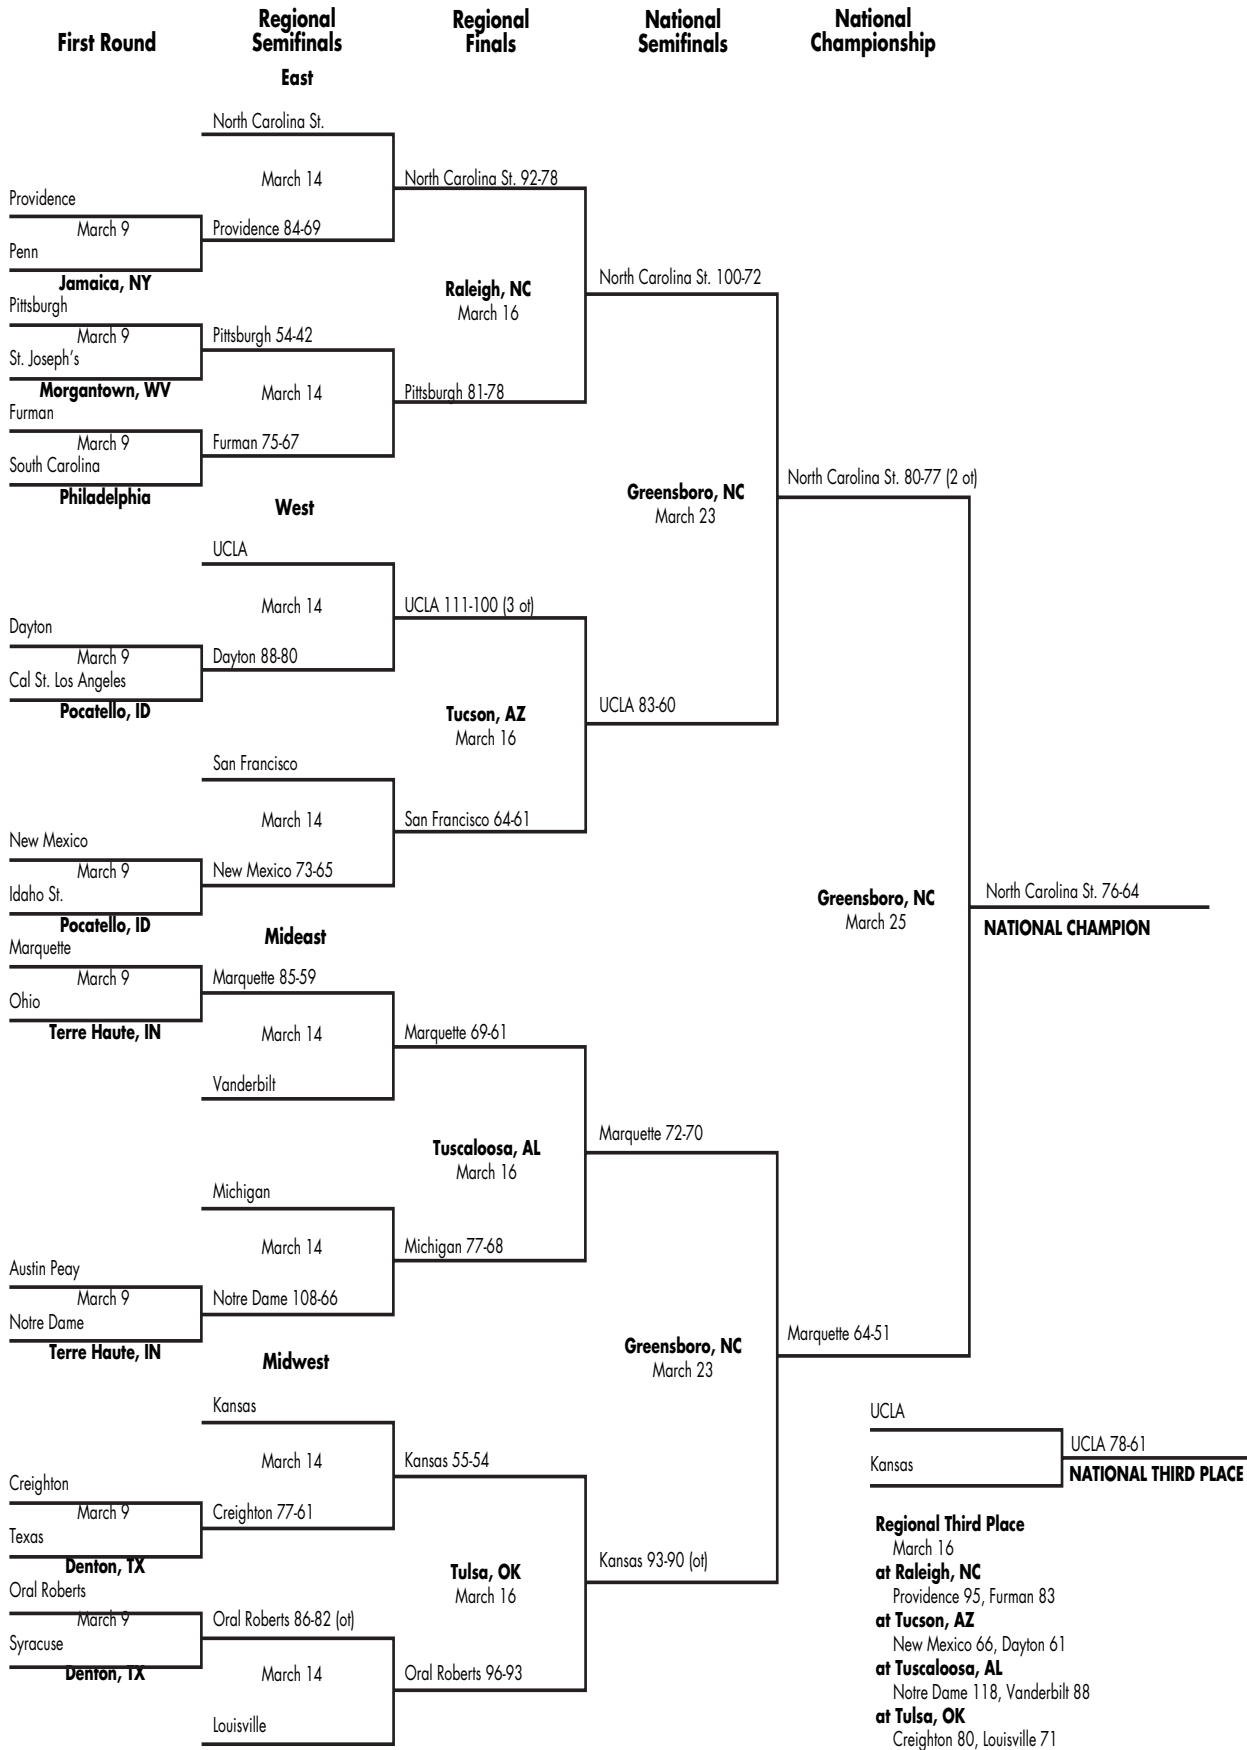 First Round
Regional
Semifinals
Regional
Finals
National
Semifinals
National
Championship
East
North Carolina St.
March 14
North Carolina St. 92-78
Providence
March 9
Providence 84-69
Penn
Jamaica, NY
Raleigh, NC
March 16
North Carolina St. 100-72
Pittsburgh
March 9
Pittsburgh 54-42
St. Joseph's
Morgantown, WV
March 14
Pittsburgh 81-78
Furman
March 9
Furman 75-67
South Carolina
Philadelphia
Greensboro, NC
March 23
North Carolina St. 80-77 (2 ot)
West
UCLA
March 14
UCLA 111-100 (3 ot)
Dayton
March 9
Dayton 88-80
Cal St. Los Angeles
Pocatello, ID
Tucson, AZ
March 16
UCLA 83-60
San Francisco
March 14
San Francisco 64-61
New Mexico
March 9
New Mexico 73-65
Idaho St.
Pocatello, ID
Greensboro, NC
March 25
North Carolina St. 76-64
NATIONAL CHAMPION
Mideast
Marquette
March 9
Marquette 85-59
Ohio
Terre Haute, IN
March 14
Marquette 69-61
Vanderbilt
Tuscaloosa, AL
March 16
Marquette 72-70
Michigan
March 14
Michigan 77-68
Austin Peay
March 9
Notre Dame 108-66
Notre Dame
Terre Haute, IN
Greensboro, NC
March 23
Marquette 64-51
Midwest
Kansas
March 14
Kansas 55-54
Creighton
March 9
Creighton 77-61
Texas
Denton, TX
Tulsa, OK
March 16
Kansas 93-90 (ot)
Oral Roberts
March 9
Oral Roberts 86-82 (ot)
Syracuse
Denton, TX
March 14
Oral Roberts 96-93
Louisville
UCLA
Kansas
UCLA 78-61
NATIONAL THIRD PLACE
Regional Third Place
March 16
at Raleigh, NC
Providence 95, Furman 83
at Tucson, AZ
New Mexico 66, Dayton 61
at Tuscaloosa, AL
Notre Dame 118, Vanderbilt 88
at Tulsa, OK
Creighton 80, Louisville 71